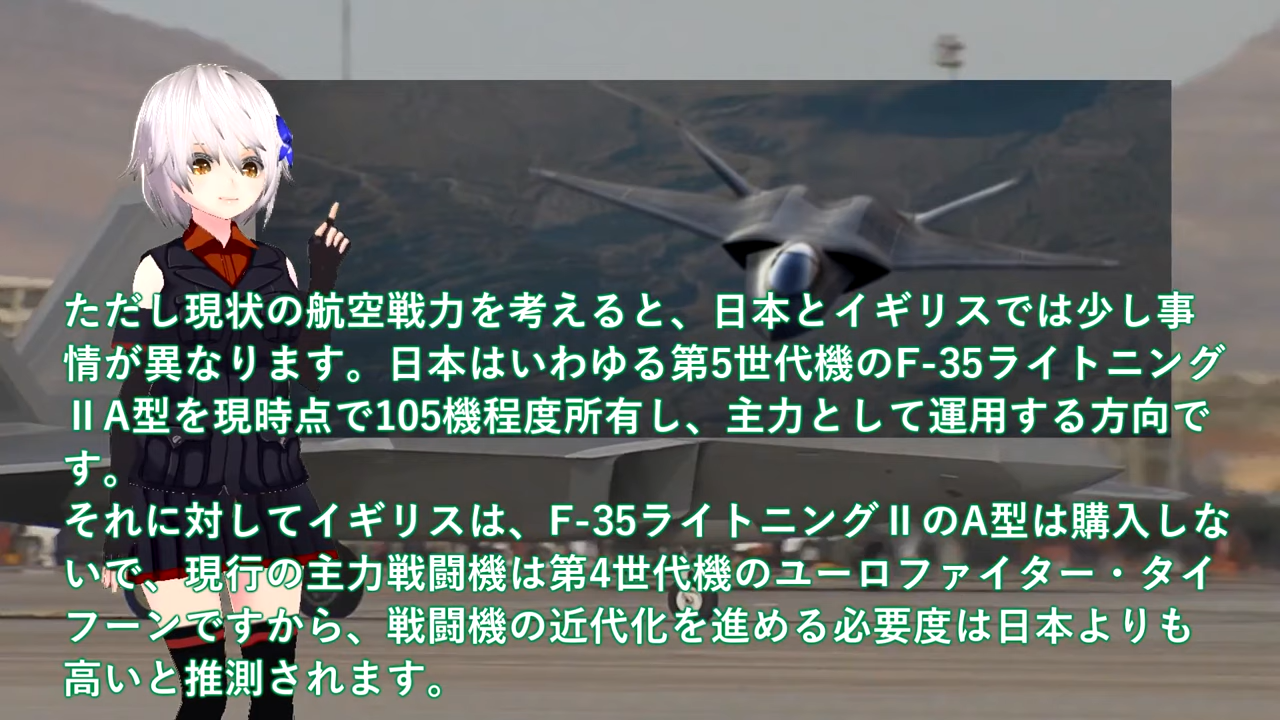 ただし現状の航空戦力を考えると、日本とイギリスでは少し事
情が異なります。日本はいわゆる第5世代機のF-35ライトニング
ⅡA型を現時点で105機程度所有し、主力として運用する方向で
す。
それに対してイギリスは、F-35ライトニングⅡのA型は購入しな
いで、現行の主力戦闘機は第4世代機のユーロファイター・タイ
フーンですから、戦闘機の近代化を進める必要度は日本よりも
高いと推測されます。